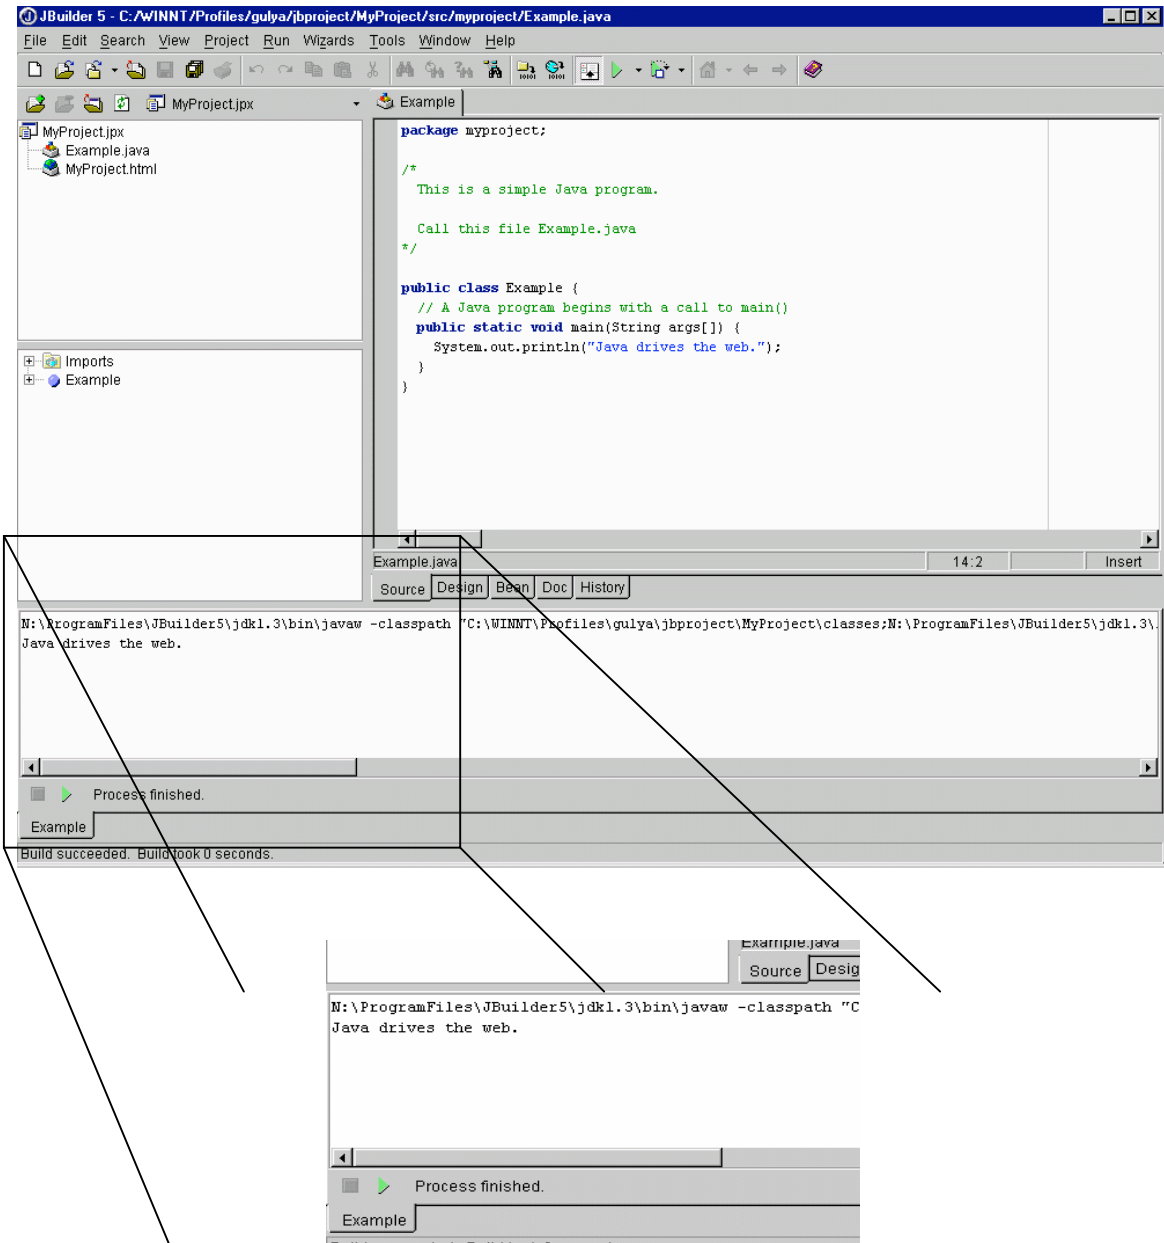 JBuilder 5 - C:/WINNT/Profiles/gulya/jbproject/MyProject/src/myproject/Example.java
File Edit Search View Project Run Wizards Tools Window Help
MyProject.jpx
Example
MyProject.jpx
Example.java
MyProject.html
package myproject;
/*
This is a simple Java program.
Call this file Example.java
*/
public class Example {
// A Java program begins with a call to main()
public static void main(String args[]) {
System.out.println("Java drives the web.");
}
}
Imports
Example
Example.java 14:2 Insert
Source Design Bean Doc History
N:\ProgramFiles\JBuilder5\jdk1.3\bin\javaw -classpath "C:\WINNT\Profiles\gulya\jbproject\MyProject\classes;N:\ProgramFiles\JBuilder5\jdk1.3\.
Java drives the web.
Process finished.
Example
Build succeeded. Build took 0 seconds.
Example.java
Source Desig
N:\ProgramFiles\JBuilder5\jdk1.3\bin\javaw -classpath "C
Java drives the web.
Process finished.
Example